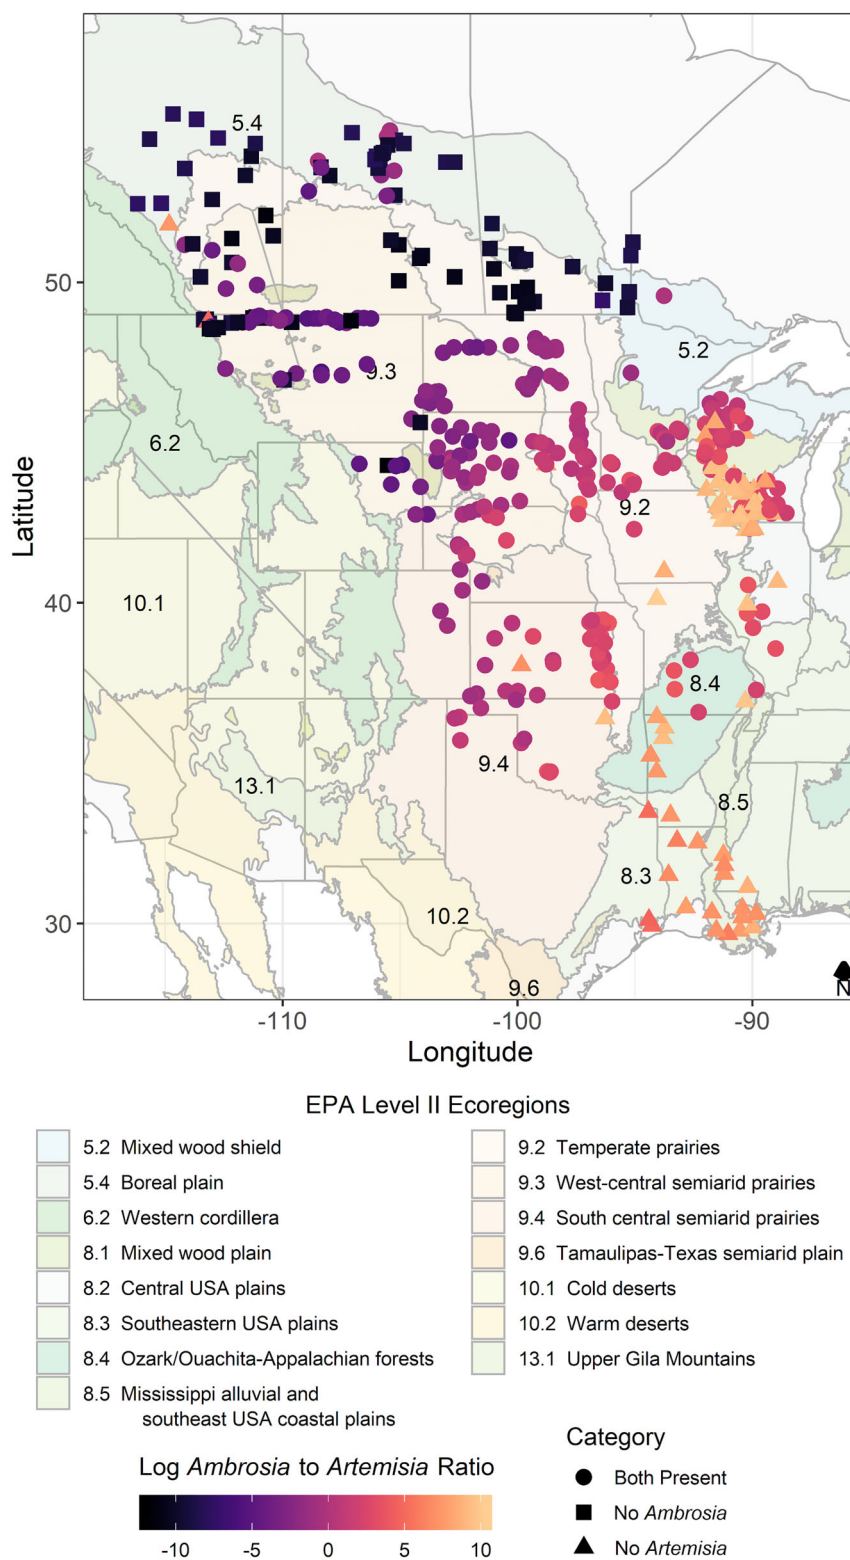 5.4
50
5.2
9.3
6.2
9.2
Latitude
40
10.1
8.4
9.4
13.1
8.5
8.3
10.2
30
9.6
N
-110
-100
-90
Longitude
EPA Level II Ecoregions
5.2 Mixed wood shield
5.4 Boreal plain
6.2 Western cordillera
8.1 Mixed wood plain
8.2 Central USA plains
8.3 Southeastern USA plains
8.4 Ozark/Ouachita-Appalachian forests
8.5 Mississippi alluvial and
southeast USA coastal plains
9.2 Temperate prairies
9.3 West-central semiarid prairies
9.4 South central semiarid prairies
9.6 Tamaulipas-Texas semiarid plain
10.1 Cold deserts
10.2 Warm deserts
13.1 Upper Gila Mountains
Log Ambrosia to Artemisia Ratio
-10 -5 0 5 10
Category
Both Present
No Ambrosia
No Artemisia